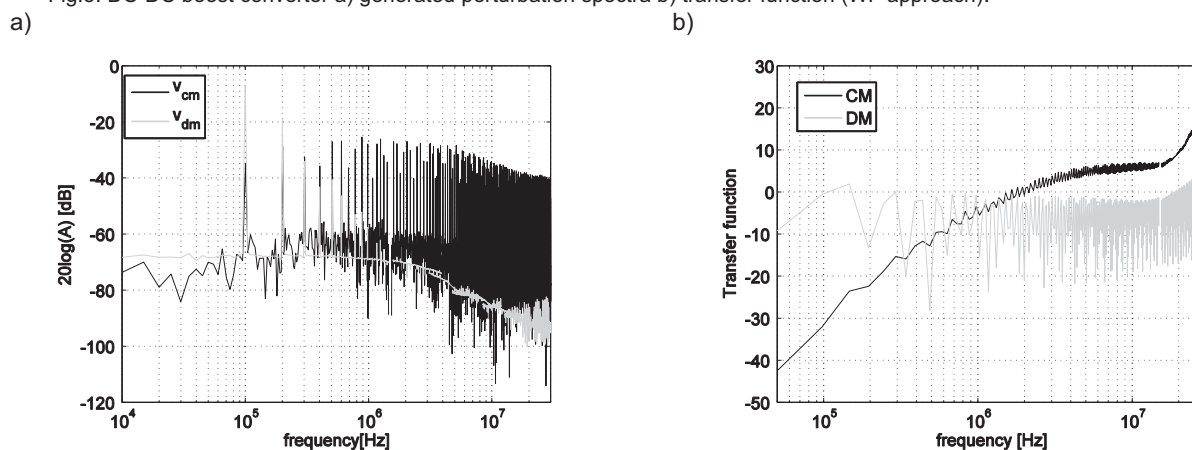 DC-DC boost converter a) generated perturbation spectra b) transfer function approach).
a)
b)
0
-20
-40
-60
-80
-100
-120
20log(A) [dB]
v_cm
v_dm
10^4
10^5
10^6
10^7
frequency[Hz]
30
20
10
0
-10
-20
-30
-40
-50
Transfer function
CM
DM
10^5
10^6
10^7
frequency [Hz]